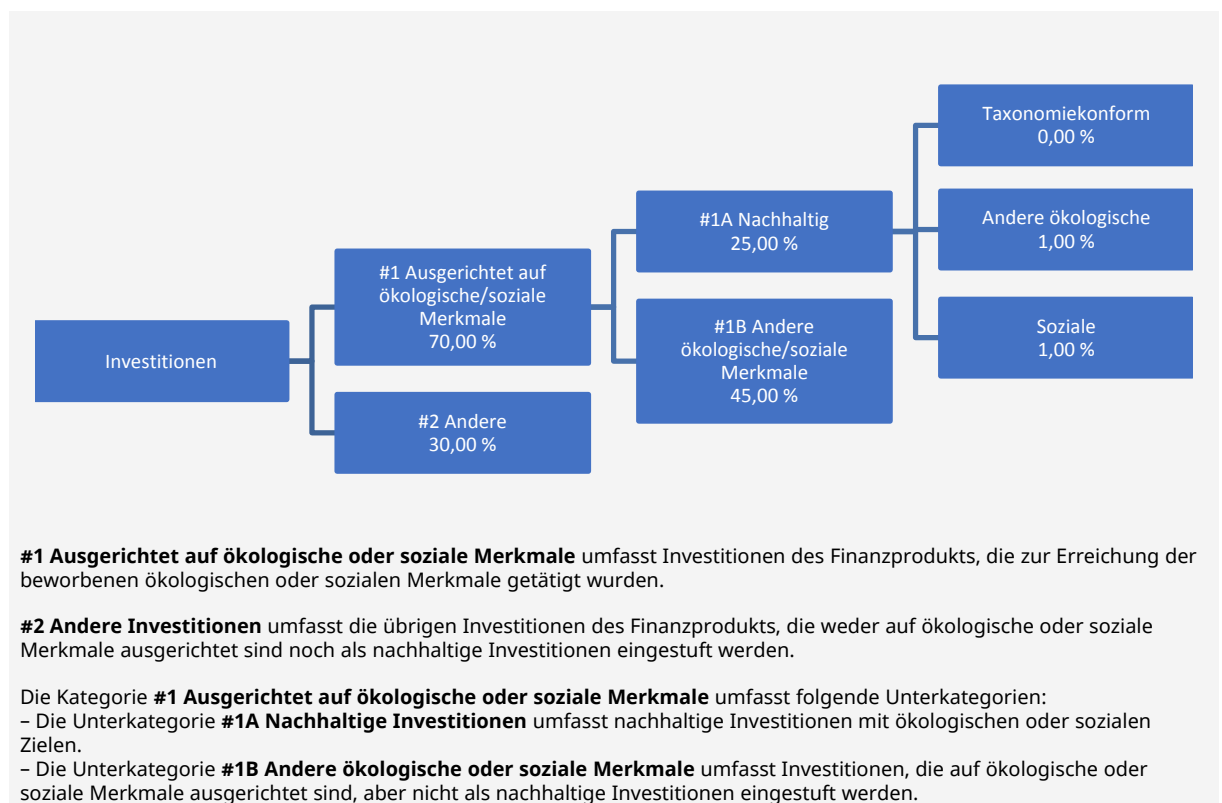 Investitionen
#1 Ausgerichtet auf
ökologische/soziale
Merkmale
70,00 %
#2 Andere
30,00 %
#1A Nachhaltig
25,00 %
#1B Andere
ökologische/soziale
Merkmale
45,00 %
Taxonomiekonform
0,00 %
Andere ökologische
1,00 %
Soziale
1,00 %
#1 Ausgerichtet auf ökologische oder soziale Merkmale umfasst Investitionen des Finanzprodukts, die zur Erreichung der
beworbenen ökologischen oder sozialen Merkmale getätigt wurden.
#2 Andere Investitionen umfasst die übrigen Investitionen des Finanzprodukts, die weder auf ökologische oder soziale
Merkmale ausgerichtet sind noch als nachhaltige Investitionen eingestuft werden.
Die Kategorie #1 Ausgerichtet auf ökologische oder soziale Merkmale umfasst folgende Unterkategorien:
– Die Unterkategorie #1A Nachhaltige Investitionen umfasst nachhaltige Investitionen mit ökologischen oder sozialen
Zielen.
– Die Unterkategorie #1B Andere ökologische oder soziale Merkmale umfasst Investitionen, die auf ökologische oder
soziale Merkmale ausgerichtet sind, aber nicht als nachhaltige Investitionen eingestuft werden.